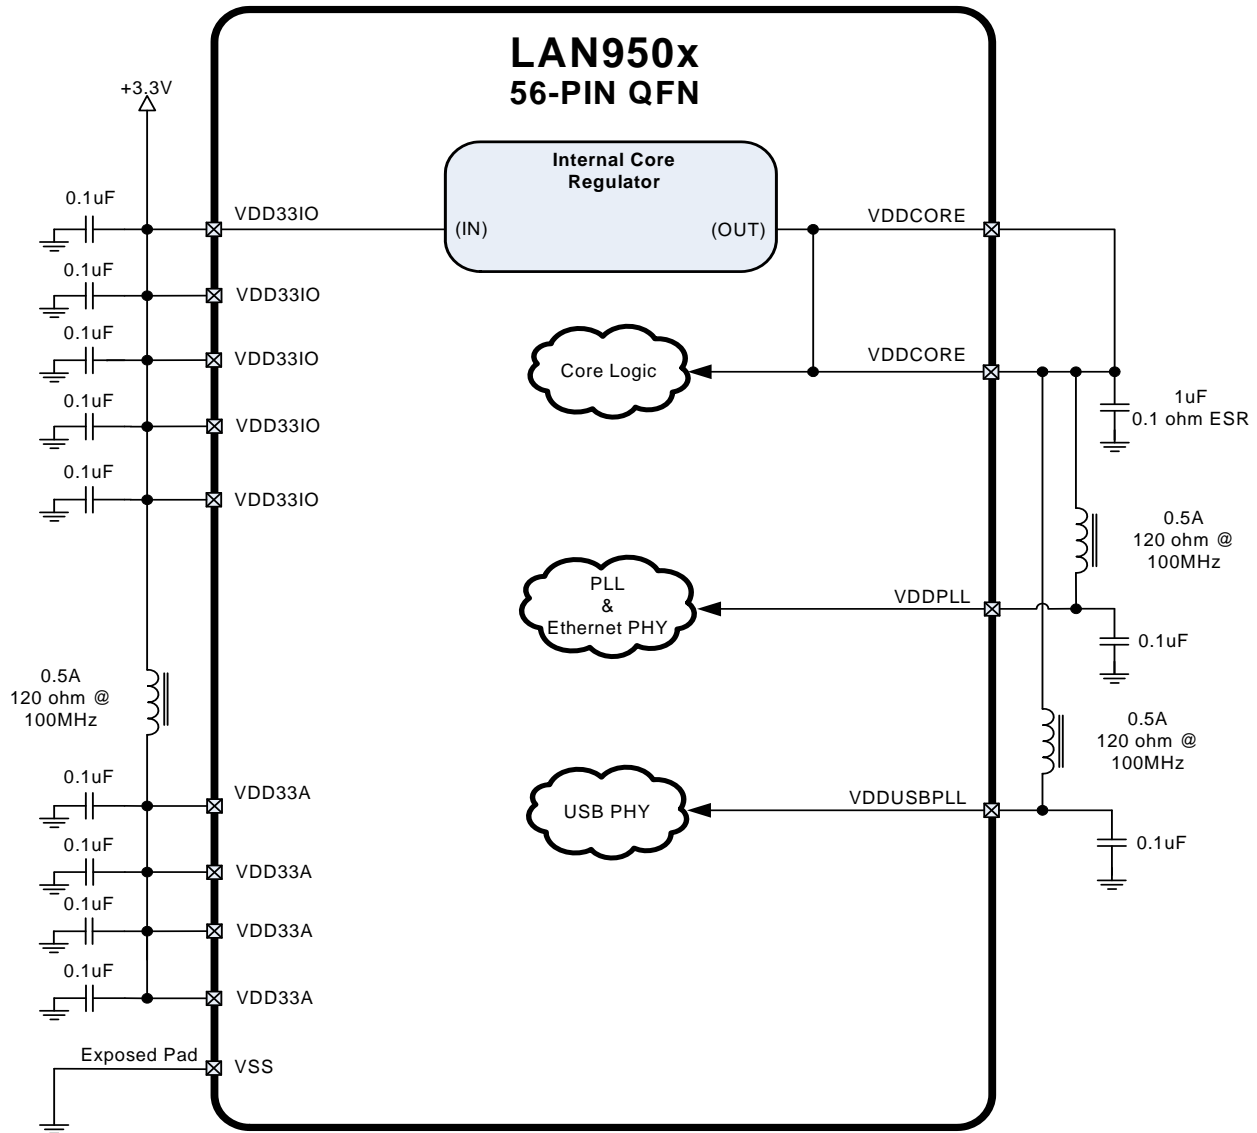 LAN950x
56-PIN QFN
+3.3V
Internal Core
Regulator
(IN)
(OUT)
0.1uF
VDD33IO
VDDCORE
0.1uF
VDD33IO
0.1uF
VDD33IO
Core Logic
VDDCORE
1uF
0.1 ohm ESR
0.1uF
VDD33IO
0.1uF
VDD33IO
0.5A
120 ohm @
100MHz
PLL
&
Ethernet PHY
VDDPLL
0.1uF
0.5A
120 ohm @
100MHz
0.5A
120 ohm @
100MHz
0.1uF
VDD33A
USB PHY
VDDUSBPLL
0.1uF
0.1uF
VDD33A
0.1uF
VDD33A
0.1uF
VDD33A
Exposed Pad
VSS